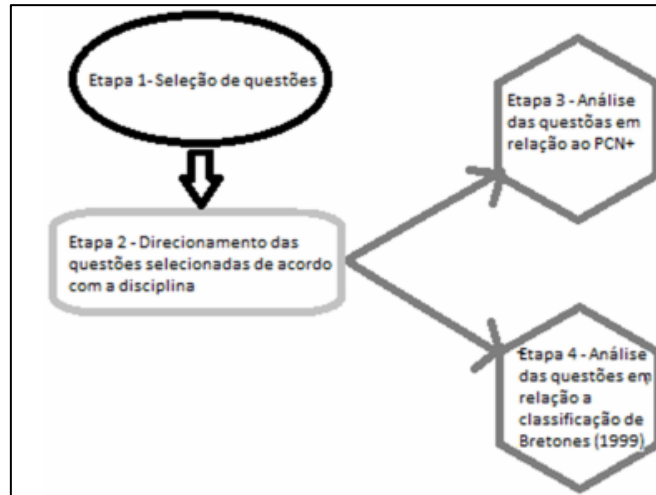 Etapa 1- Seleção de questões
Etapa 2 - Direcionamento das
questões selecionadas de acordo
com a disciplina
Etapa 3 - Análise
das questõas em
relação ao PCN+
Etapa 4 - Análise
das questões em
relação a
classificação de
Bretones (1999)